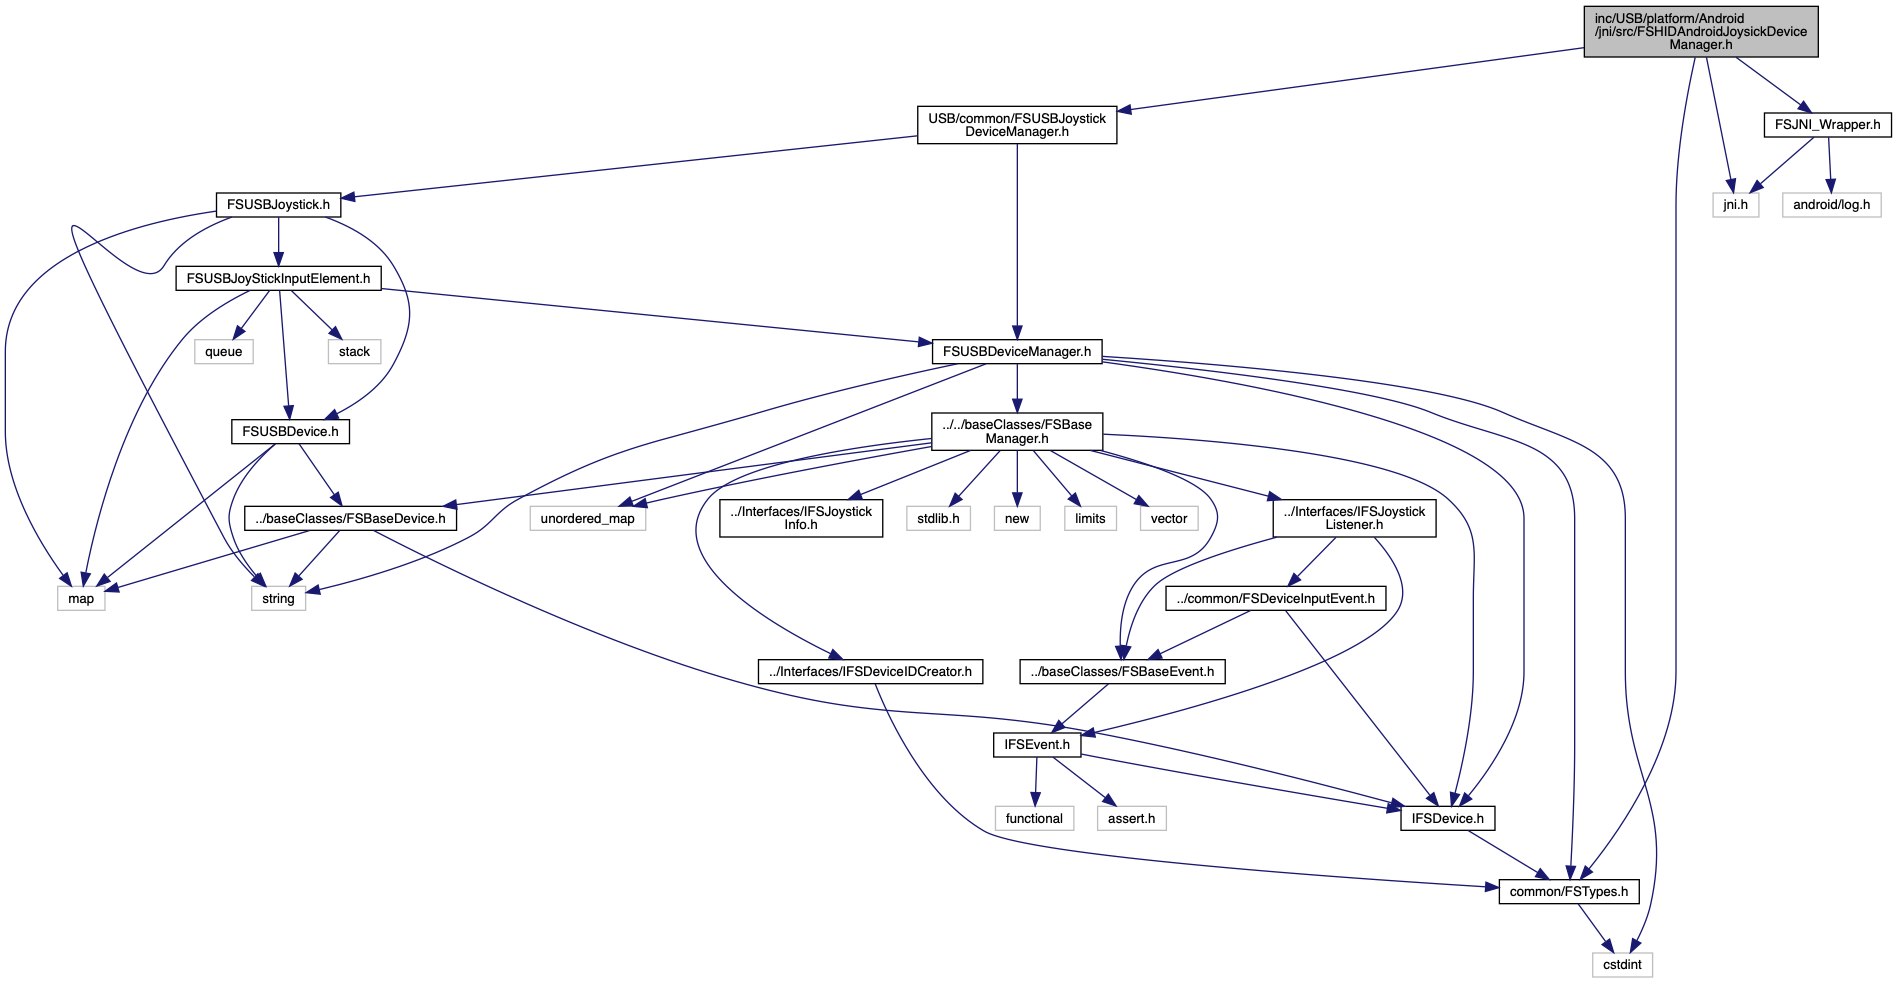 inc/USB/platform/Android
/jni/src/FSHIDAndroidJoysickDevice
Manager.h
USB/common/FSUSBJoystick
DeviceManager.h
FSJNI_Wrapper.h
FSUSBJoystick.h
jni.h
android/log.h
FSUSBJoyStickInputElement.h
queue
stack
FSUSBDeviceManager.h
FSUSBDevice.h
../../baseClasses/FSBase
Manager.h
../baseClasses/FSBaseDevice.h
unordered_map
../Interfaces/IFSJoystick
Info.h
stdlib.h
new
limits
vector
../Interfaces/IFSJoystick
Listener.h
map
string
../common/FSDeviceInputEvent.h
../Interfaces/IFSDeviceIDCreator.h
../baseClasses/FSBaseEvent.h
IFSEvent.h
functional
assert.h
IFSDevice.h
common/FSTypes.h
cstdint